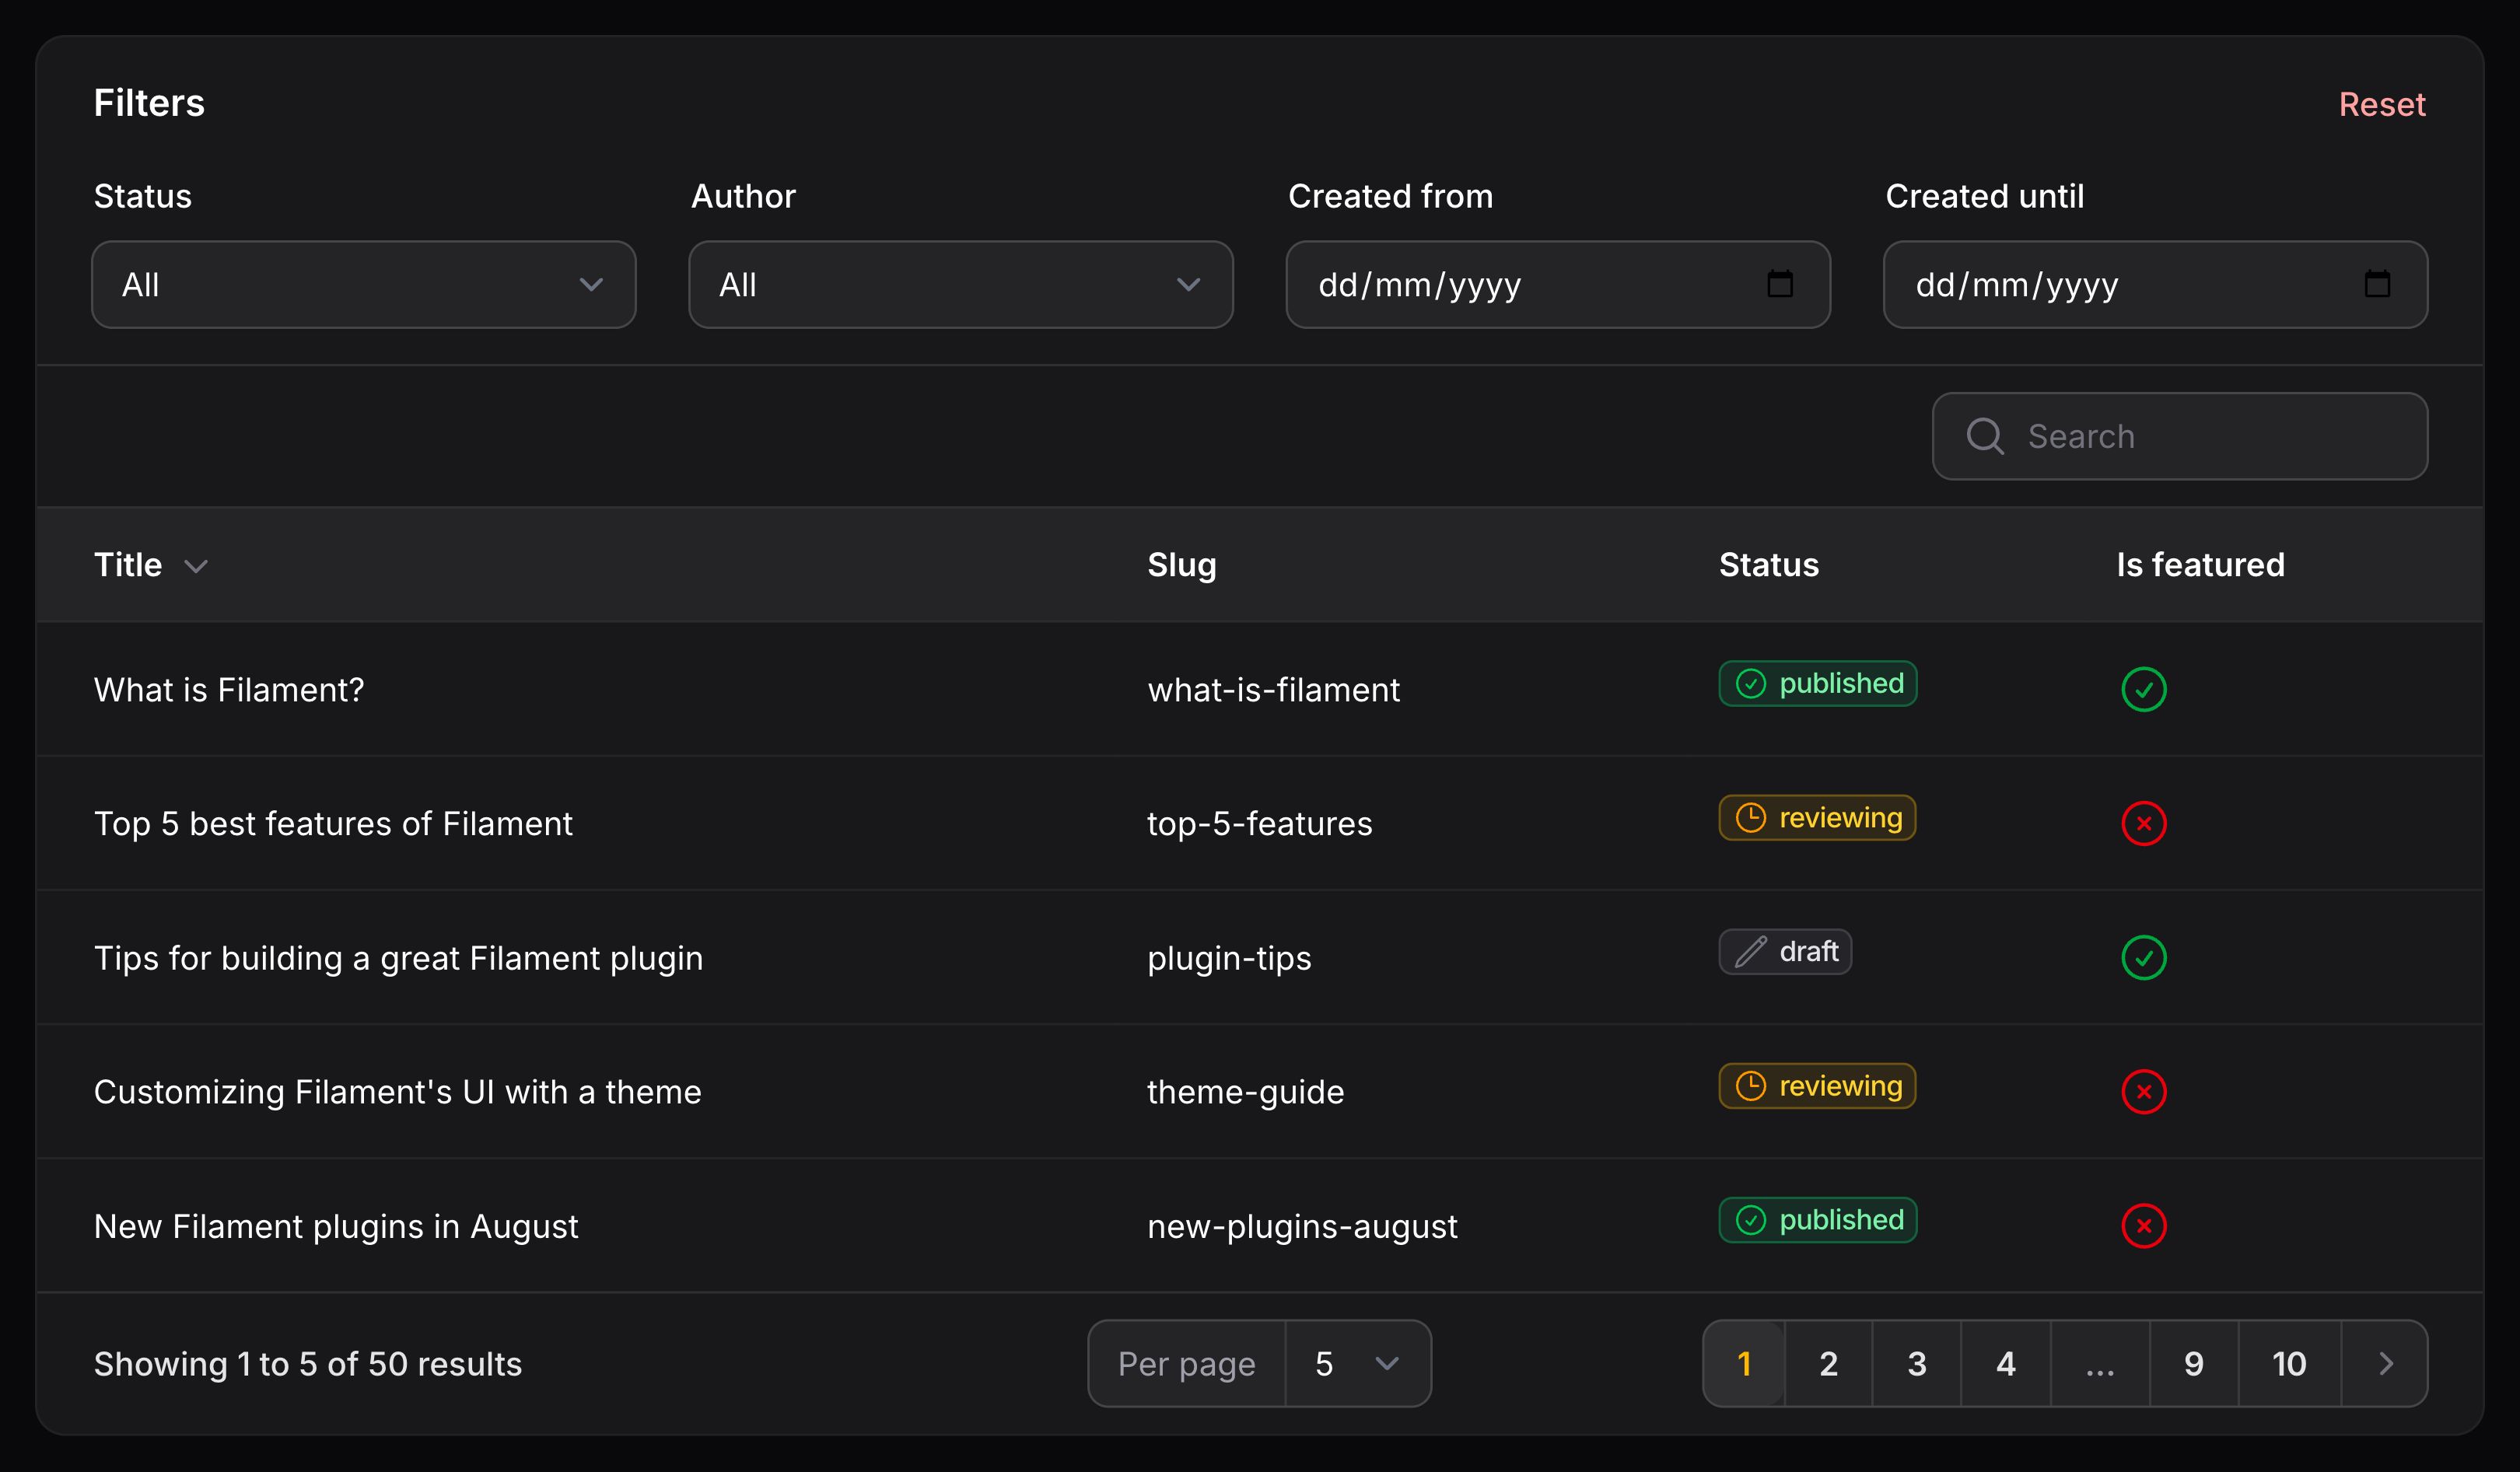 Filters Reset
Status Author Created from Created until
All All dd/mm/yyyy dd/mm/yyyy
Search
Title Slug Status Is featured
What is Filament? what-is-filament published
Top 5 best features of Filament top-5-features reviewing
Tips for building a great Filament plugin plugin-tips draft
Customizing Filament's UI with a theme theme-guide reviewing
New Filament plugins in August new-plugins-august published
Showing 1 to 5 of 50 results Per page 5 1 2 3 4 ... 9 10